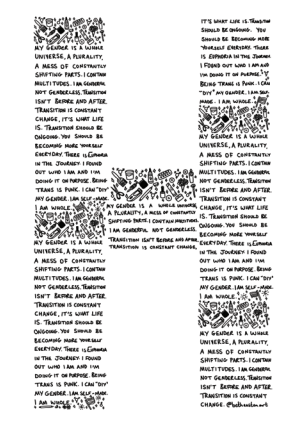 MY GENDER IS A WHOLE
UNIVERSE, A PLURALITY,
A MESS OF CONSTANTLY
SHIFTING PARTS. I CONTAIN
MULTITUDES. I AM GENDERFUL
NOT GENDERLESS. TRANSITION
ISN'T BEFORE AND AFTER.
TRANSITION IS CONSTANT
CHANGE, IT'S WHAT LIFE
IS. TRANSITION SHOULD BE
ONGOING. YOU SHOULD BE
BECOMING MORE YOURSELF
EVERYDAY. THERE IS EUPHORIA
IN THE JOURNEY. I FOUND
OUT WHO I AM AND I'M
DOING IT ON PURPOSE. BEING
TRANS IS PUNK. I CAN "DIY"
MY GENDER. I AM SELF-MADE.
I AM WHOLE.
MY GENDER IS A WHOLE
UNIVERSE, A PLURALITY,
A MESS OF CONSTANTLY
SHIFTING PARTS. I CONTAIN
MULTITUDES. I AM GENDERFUL
NOT GENDERLESS. TRANSITION
ISN'T BEFORE AND AFTER.
TRANSITION IS CONSTANT
CHANGE, IT'S WHAT LIFE
IS. TRANSITION SHOULD BE
ONGOING. YOU SHOULD BE
BECOMING MORE YOURSELF
EVERYDAY. THERE IS EUPHORIA
IN THE JOURNEY. I FOUND
OUT WHO I AM AND I'M
DOING IT ON PURPOSE. BEING
TRANS IS PUNK. I CAN "DIY"
MY GENDER. I AM SELF-MADE.
I AM WHOLE.
MY GENDER IS A WHOLE UNIVERSE,
A PLURALITY, A MESS OF CONSTANTLY
SHIFTING PARTS. I CONTAIN MULTITUDES.
I AM GENDERFUL NOT GENDERLESS.
TRANSITION ISN'T BEFORE AND AFTER.
TRANSITION IS CONSTANT CHANGE,
IT'S WHAT LIFE IS. TRANSITION
SHOULD BE ONGOING. YOU
SHOULD BE BECOMING MORE
YOURSELF EVERYDAY. THERE
IS EUPHORIA IN THE JOURNEY
I FOUND OUT WHO I AM AND
I'M DOING IT ON PURPOSE.
BEING TRANS IS PUNK. I CAN
"DIY" MY GENDER. I AM SELF-
MADE. I AM WHOLE.
MY GENDER IS A WHOLE
UNIVERSE, A PLURALITY,
A MESS OF CONSTANTLY
SHIFTING PARTS. I CONTAIN
MULTITUDES. I AM GENDERFUL
NOT GENDERLESS. TRANSITION
ISN'T BEFORE AND AFTER.
TRANSITION IS CONSTANT
CHANGE, IT'S WHAT LIFE
IS. TRANSITION SHOULD BE
ONGOING. YOU SHOULD BE
BECOMING MORE YOURSELF
EVERYDAY. THERE IS EUPHORIA
IN THE JOURNEY. I FOUND
OUT WHO I AM AND I'M
DOING IT ON PURPOSE. BEING
TRANS IS PUNK. I CAN "DIY"
MY GENDER. I AM SELF-MADE.
I AM WHOLE.
MY GENDER IS A WHOLE
UNIVERSE, A PLURALITY,
A MESS OF CONSTANTLY
SHIFTING PARTS. I CONTAIN
MULTITUDES. I AM GENDERFUL
NOT GENDERLESS. TRANSITION
ISN'T BEFORE AND AFTER.
TRANSITION IS CONSTANT
CHANGE.